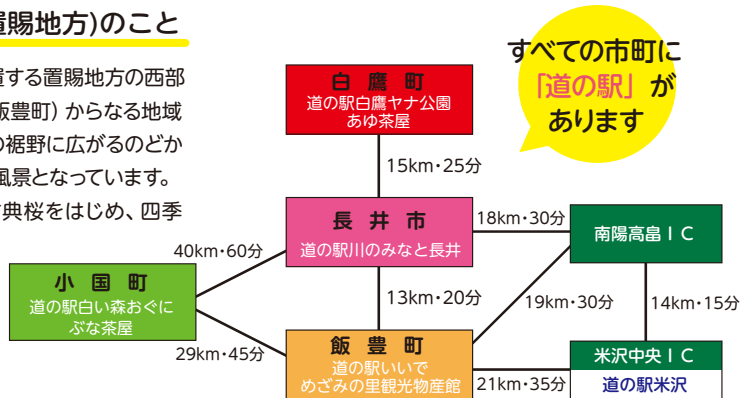 置賜地方)のこと
置する置賜地方の西部
飯豊町) からなる地域
の裾野に広がるのどか
風景となっています。
典桜をはじめ、四季
すべての市町に
「道の駅」が
あります
白鷹町
道の駅白鷹ヤナ公園
あゆ茶屋
15km・25分
長井市
道の駅川のみなと長井
18km・30分
南陽高畠IC
40km・60分
小国町
道の駅白い森おぐに
ぶな茶屋
13km・20分
19km・30分
14km・15分
29km・45分
飯豊町
道の駅いいで
めざみの里観光物産館
21km・35分
米沢中央IC
道の駅米沢